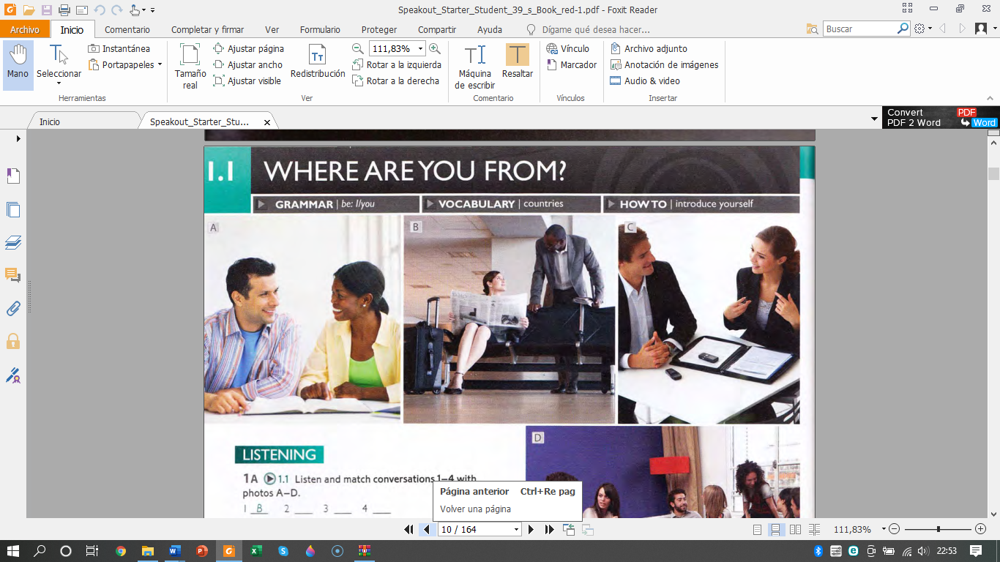 Speakout_Starter_Student_39_s_Book_red-1.pdf - Foxit Reader
Archivo Inicio Comentario Completar y firmar Ver Formulario Proteger Compartir Ayuda Dígame qué desea hacer... Buscar
Mano
Seleccionar
Instantánea
Portapapeles
Herramientas
Tamaño
real
Ajustar página
Ajustar ancho
Ajustar visible
Redistribución
111,83%
Rotar a la izquierda
Rotar a la derecha
Ver
Máquina
de escribir
Resaltar
Comentario
Vínculo
Marcador
Vínculos
Archivo adjunto
Anotación de imágenes
Audio & video
Insertar
Inicio Speakout_Starter_Stu...
Convert PDF
PDF 2 Word Word
1.1 WHERE ARE YOU FROM?
GRAMMAR | be: I/you VOCABULARY | countries HOW TO | introduce yourself
A B C
D
LISTENING
1A 1.1 Listen and match conversations 1–4 with
photos A–D.
1 B 2 3 4
Página anterior Ctrl+Re pag
Volver una página
10 / 164 111,83%
22:53